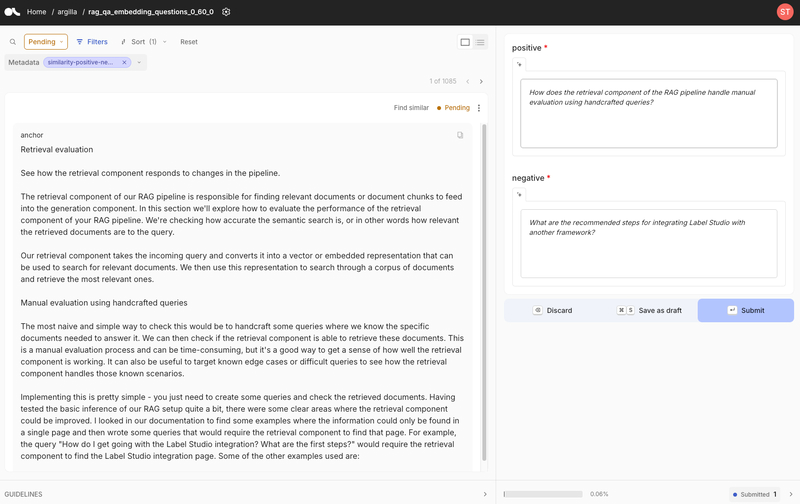 Home / argilla / rag_qa_embedding_questions_0_60_0
ST
Pending
Filters
Sort (1)
Reset
Metadata
similarity-positive-ne... ×
1 of 1085
Find similar
Pending
anchor
Retrieval evaluation
See how the retrieval component responds to changes in the pipeline.
The retrieval component of our RAG pipeline is responsible for finding relevant documents or document chunks to feed
into the generation component. In this section we'll explore how to evaluate the performance of the retrieval
component of your RAG pipeline. We're checking how accurate the semantic search is, or in other words how relevant
the retrieved documents are to the query.
Our retrieval component takes the incoming query and converts it into a vector or embedded representation that can
be used to search for relevant documents. We then use this representation to search through a corpus of documents
and retrieve the most relevant ones.
Manual evaluation using handcrafted queries
The most naive and simple way to check this would be to handcraft some queries where we know the specific
documents needed to answer it. We can then check if the retrieval component is able to retrieve these documents. This
is a manual evaluation process and can be time-consuming, but it's a good way to get a sense of how well the retrieval
component is working. It can also be useful to target known edge cases or difficult queries to see how the retrieval
component handles those known scenarios.
Implementing this is pretty simple - you just need to create some queries and check the retrieved documents. Having
tested the basic inference of our RAG setup quite a bit, there were some clear areas where the retrieval component
could be improved. I looked in our documentation to find some examples where the information could only be found in
a single page and then wrote some queries that would require the retrieval component to find that page. For example,
the query "How do I get going with the Label Studio integration? What are the first steps?" would require the retrieval
component to find the Label Studio integration page. Some of the other examples used are:
GUIDELINES
positive *
How does the retrieval component of the RAG pipeline handle manual
evaluation using handcrafted queries?
negative *
What are the recommended steps for integrating Label Studio with
another framework?
Discard
⌘ S Save as draft
Submit
0.06%
Submitted 1